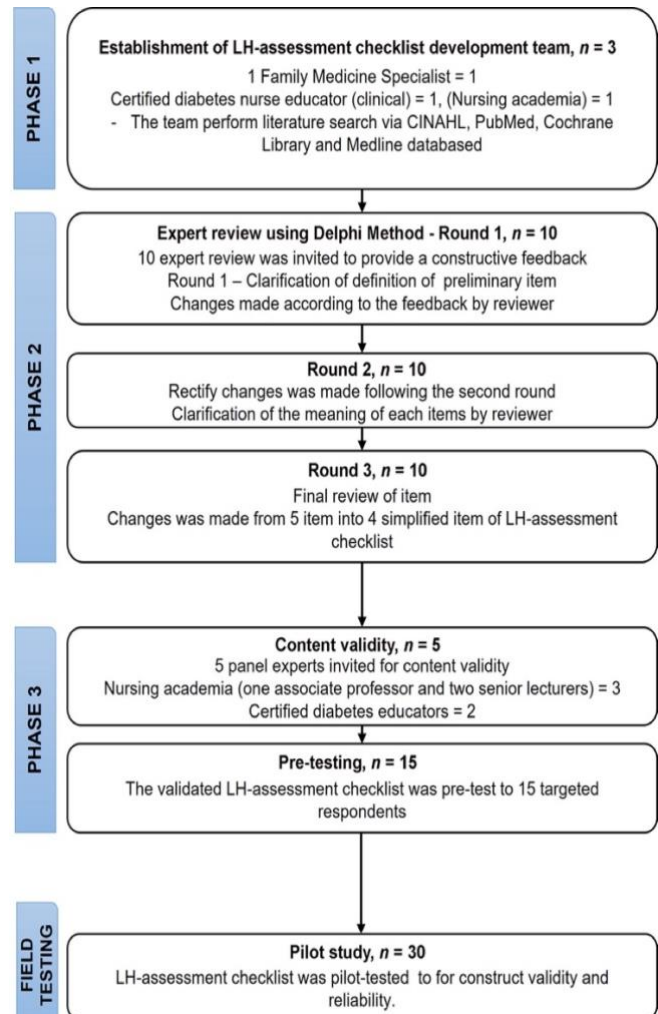 PHASE 1
Establishment of LH-assessment checklist development team, n = 3
1 Family Medicine Specialist = 1
Certified diabetes nurse educator (clinical) = 1, (Nursing academia) = 1
- The team perform literature search via CINAHL, PubMed, Cochrane
Library and Medline databased
PHASE 2
Expert review using Delphi Method - Round 1, n = 10
10 expert review was invited to provide a constructive feedback
Round 1 – Clarification of definition of preliminary item
Changes made according to the feedback by reviewer
Round 2, n = 10
Rectify changes was made following the second round
Clarification of the meaning of each items by reviewer
Round 3, n = 10
Final review of item
Changes was made from 5 item into 4 simplified item of LH-assessment
checklist
PHASE 3
Content validity, n = 5
5 panel experts invited for content validity
Nursing academia (one associate professor and two senior lecturers) = 3
Certified diabetes educators = 2
Pre-testing, n = 15
The validated LH-assessment checklist was pre-test to 15 targeted
respondents
FIELD
TESTING
Pilot study, n = 30
LH-assessment checklist was pilot-tested to for construct validity and
reliability.